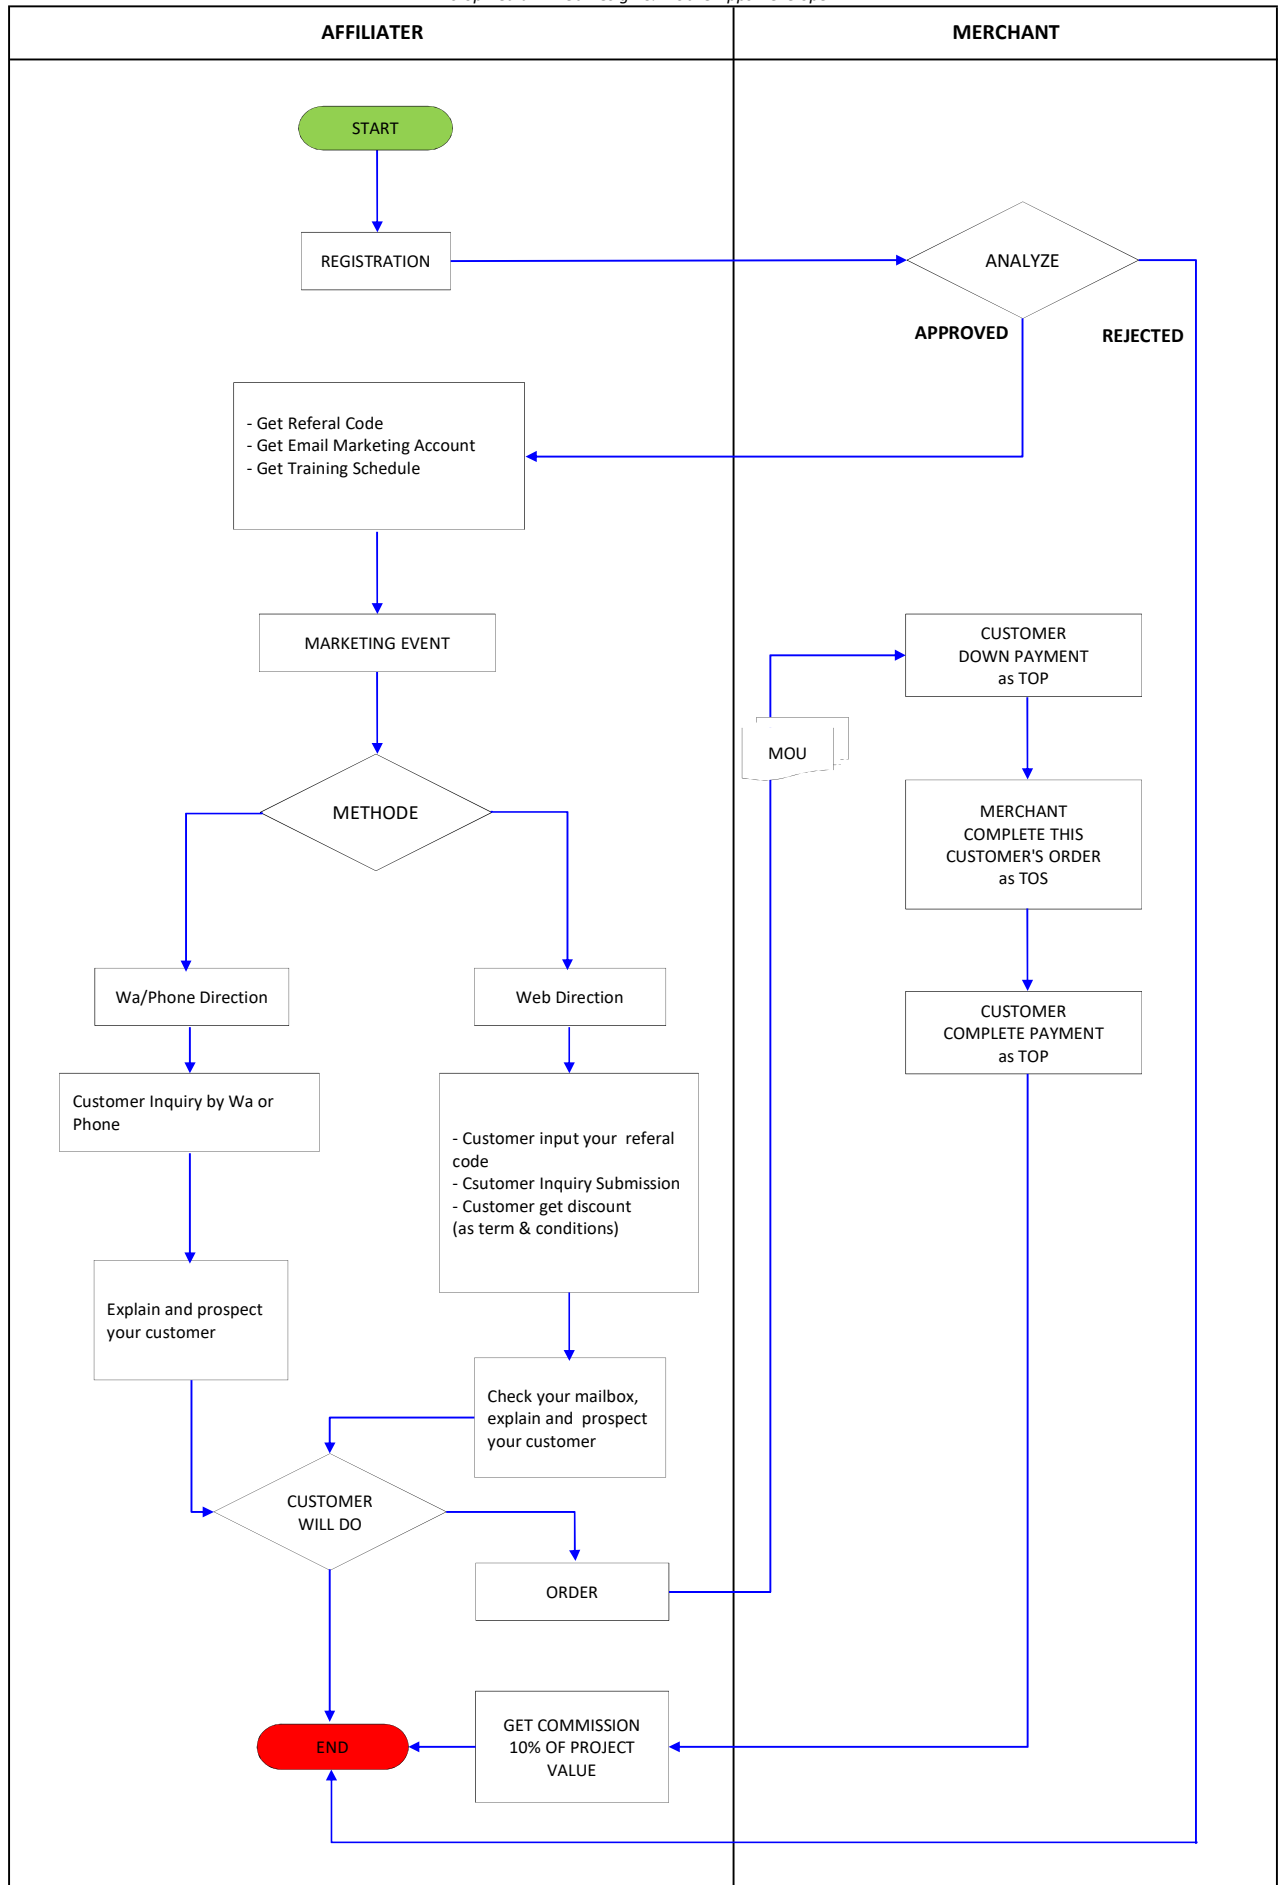 AFFILIATER
MERCHANT
START
REGISTRATION
ANALYZE
APPROVED
REJECTED
- Get Referal Code
- Get Email Marketing Account
- Get Training Schedule
MARKETING EVENT
CUSTOMER
DOWN PAYMENT
as TOP
MOU
METHODE
MERCHANT
COMPLETE THIS
CUSTOMER'S ORDER
as TOS
Wa/Phone Direction
Web Direction
CUSTOMER
COMPLETE PAYMENT
as TOP
Customer Inquiry by Wa or
Phone
- Customer input your  referal
code
- Csutomer Inquiry Submission
- Customer get discount
(as term & conditions)
Explain and prospect
your customer
Check your mailbox,
explain and  prospect
your customer
CUSTOMER
WILL DO
ORDER
GET COMMISSION
10% OF PROJECT
VALUE
END